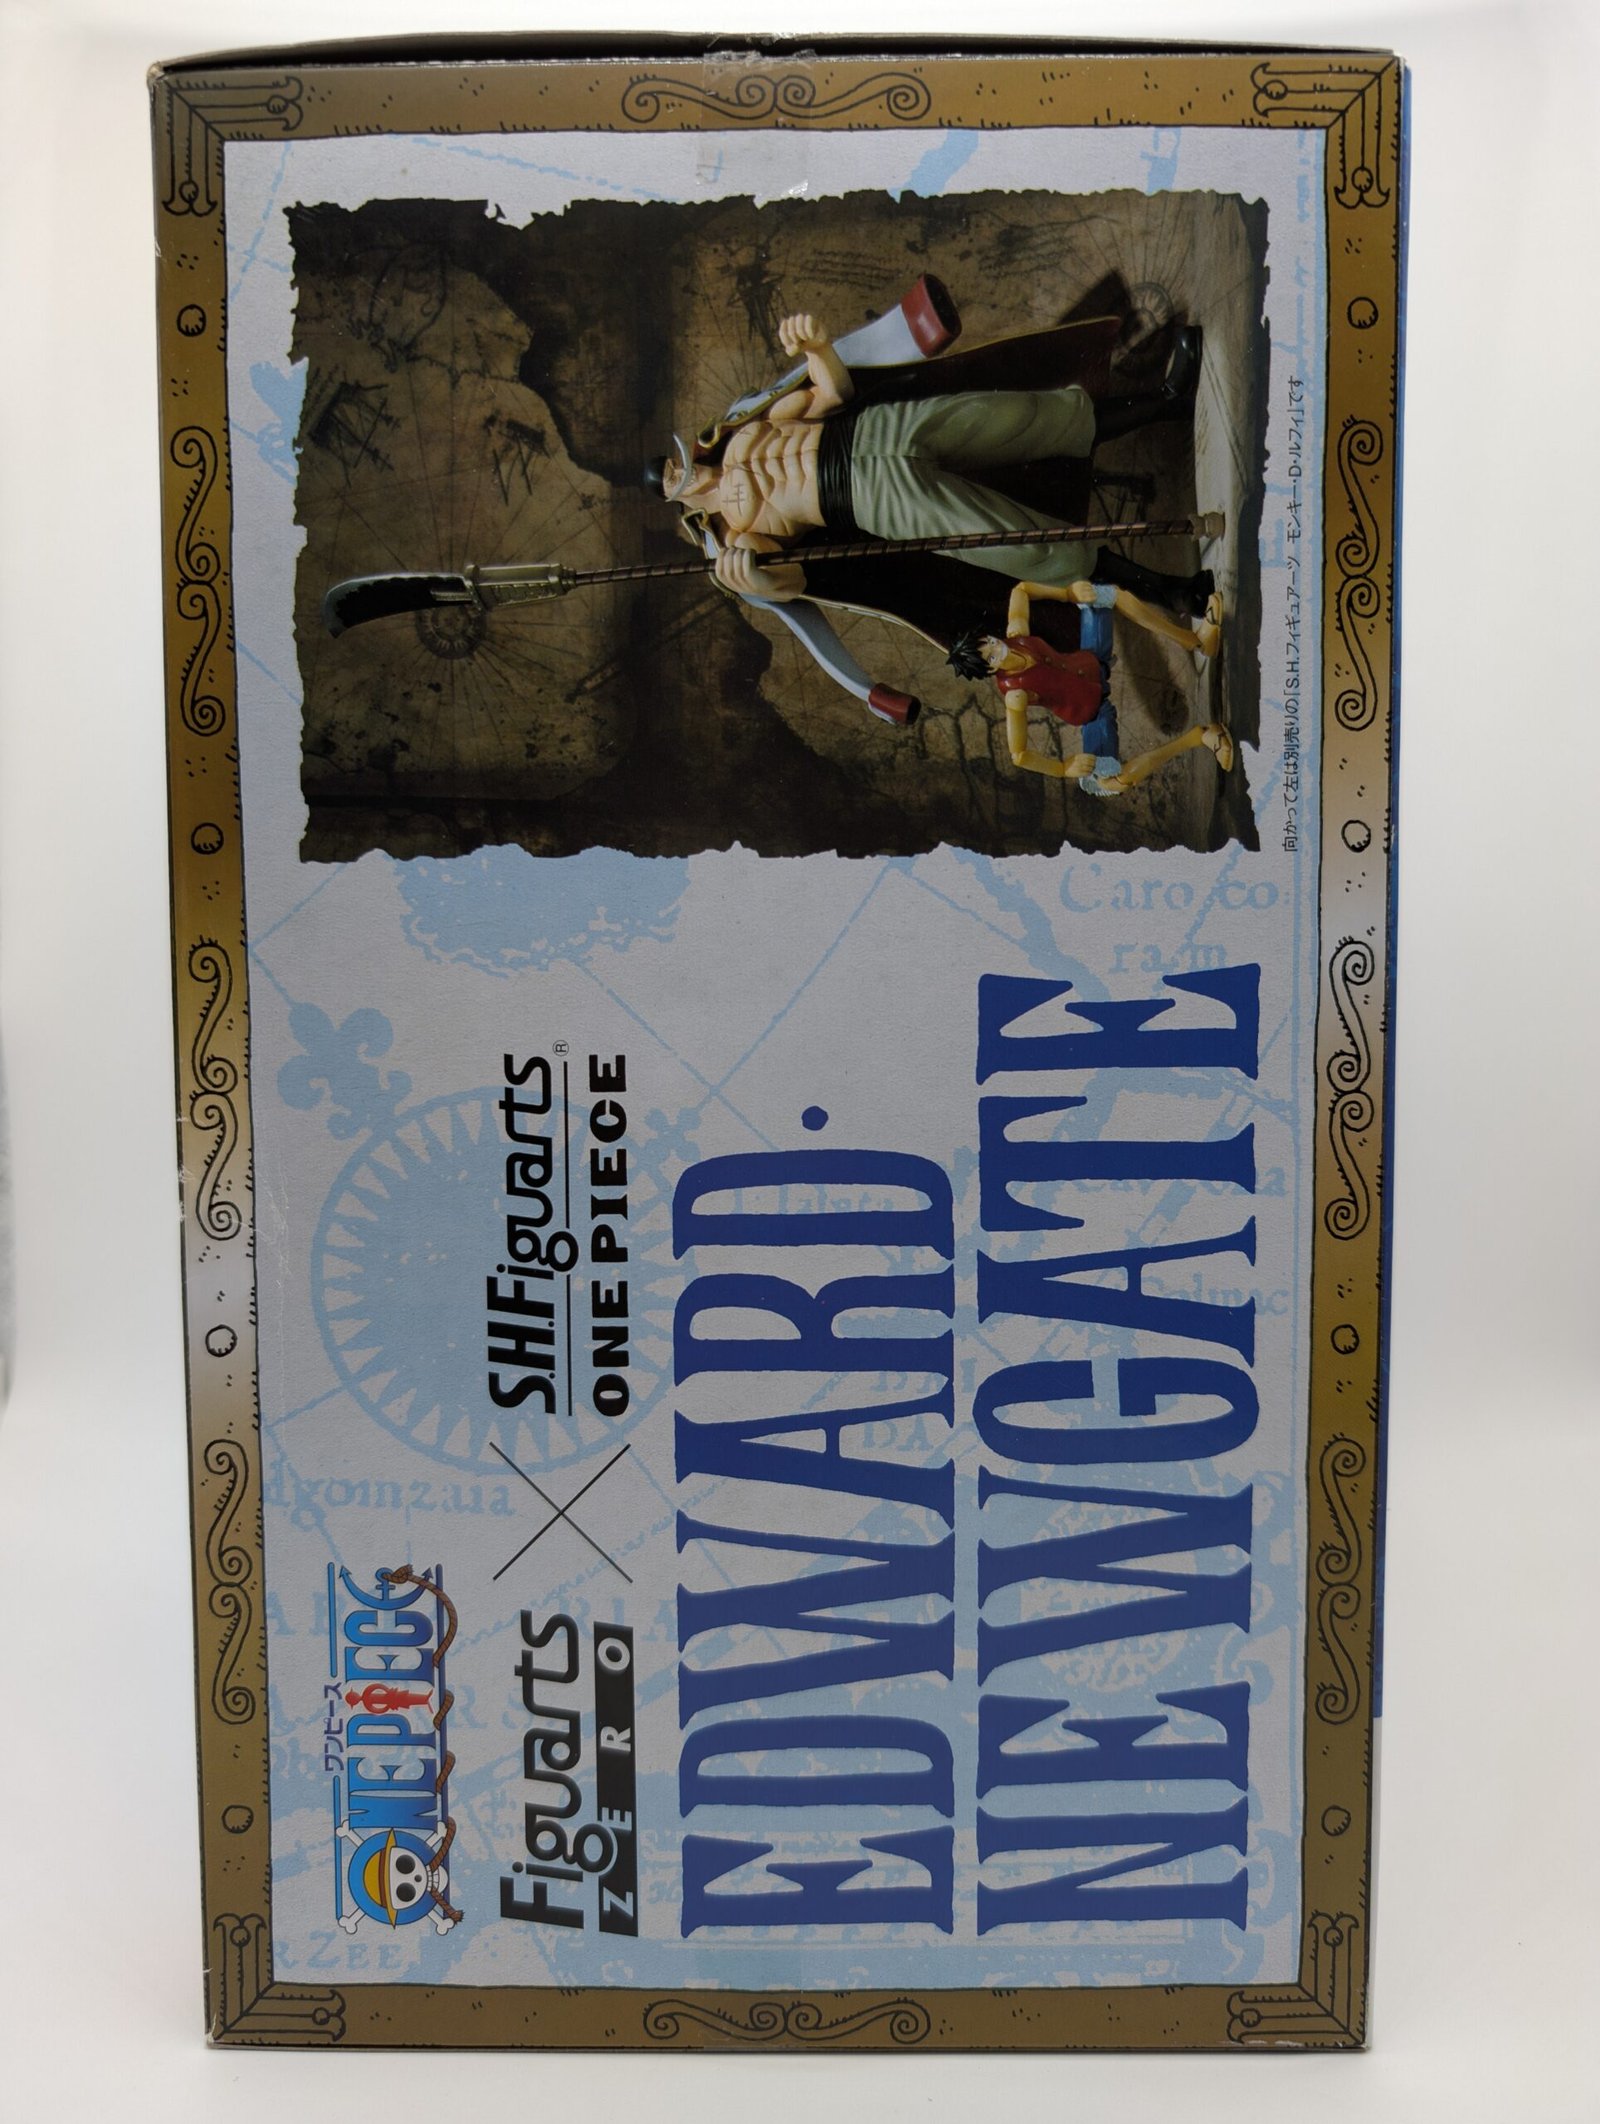 ワンピース
ONE PIECE
Figuarts
ZERO
×
S.H.Figuarts®
ONE PIECE
EDWARD・
NEWGATE
向かって左は別売りの「S.H.フィギュアーツ モンキー・D・ルフィ」です